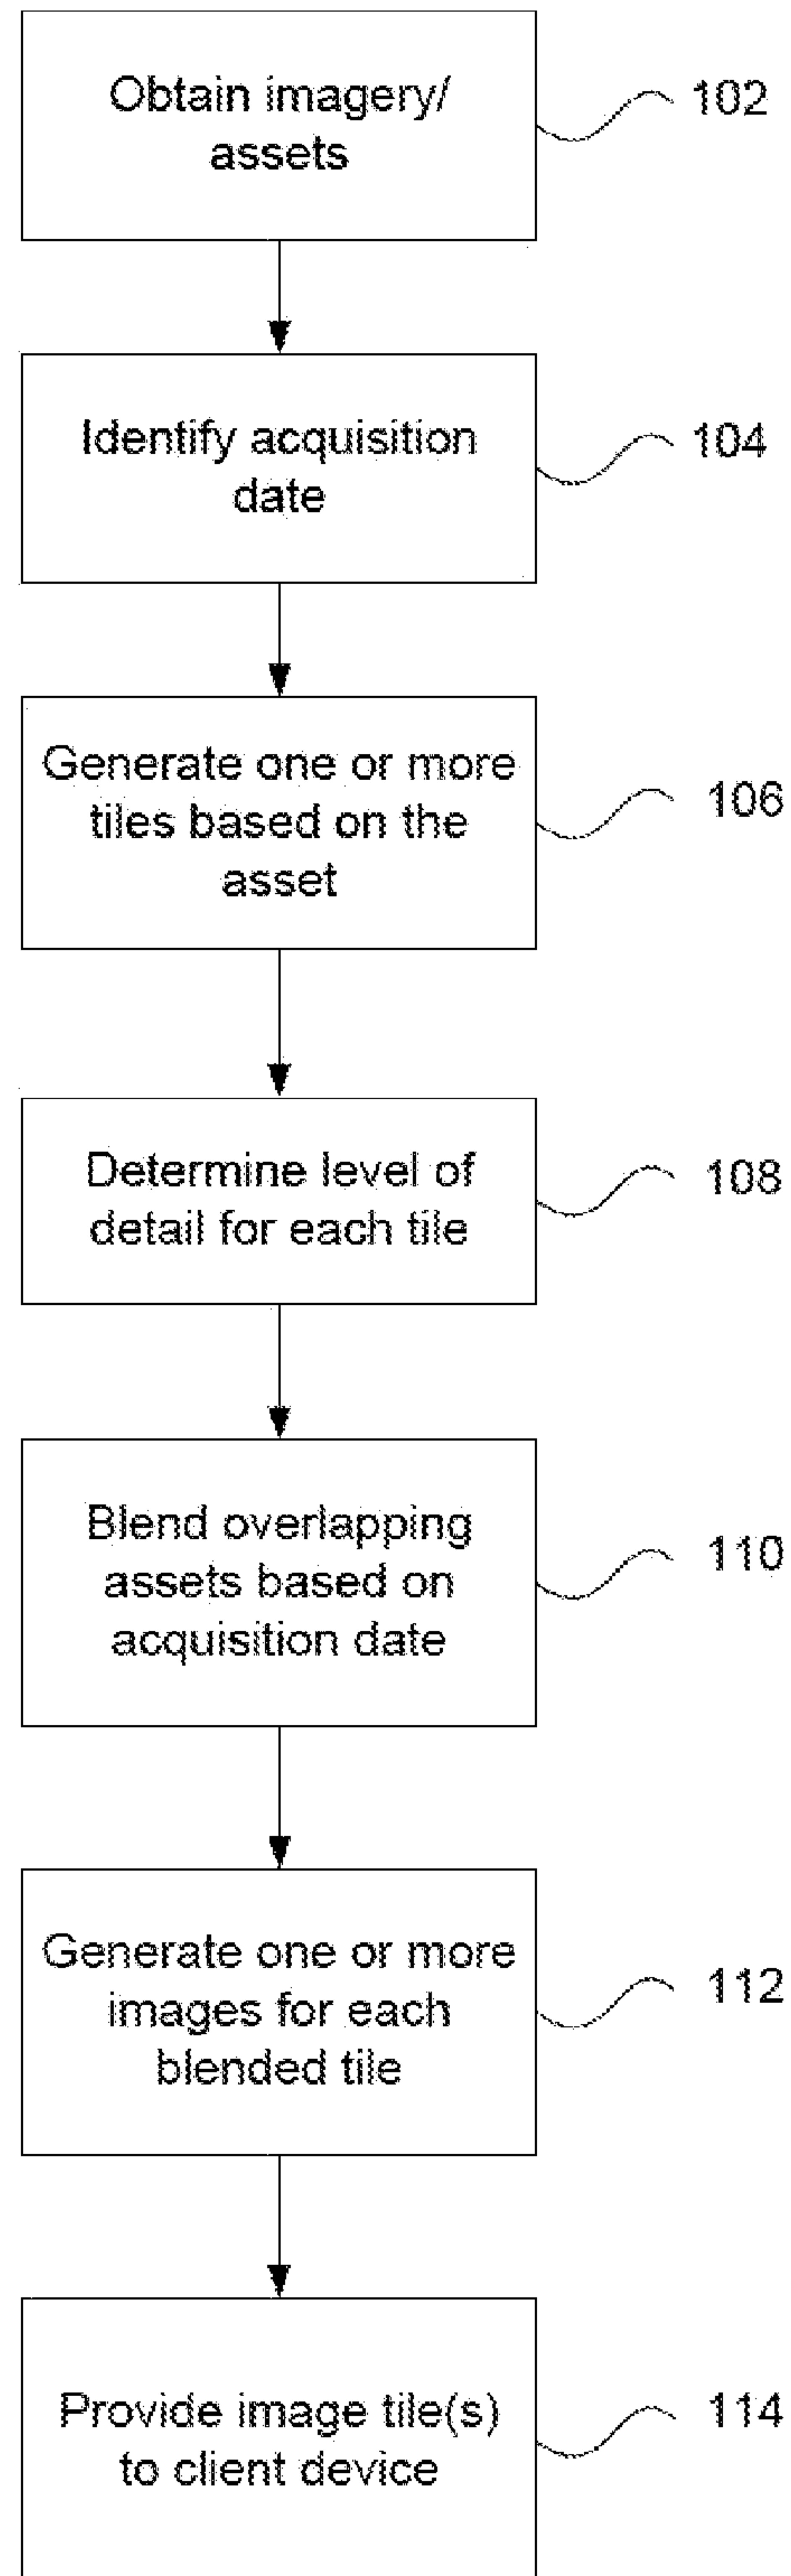 Obtain imagery/
assets
102
Identify acquisition
date
104
Generate one or more
tiles based on the
asset
106
Determine level of
detail for each tile
108
Blend overlapping
assets based on
acquisition date
110
Generate one or more
images for each
blended tile
112
Provide image tile(s)
to client device
114